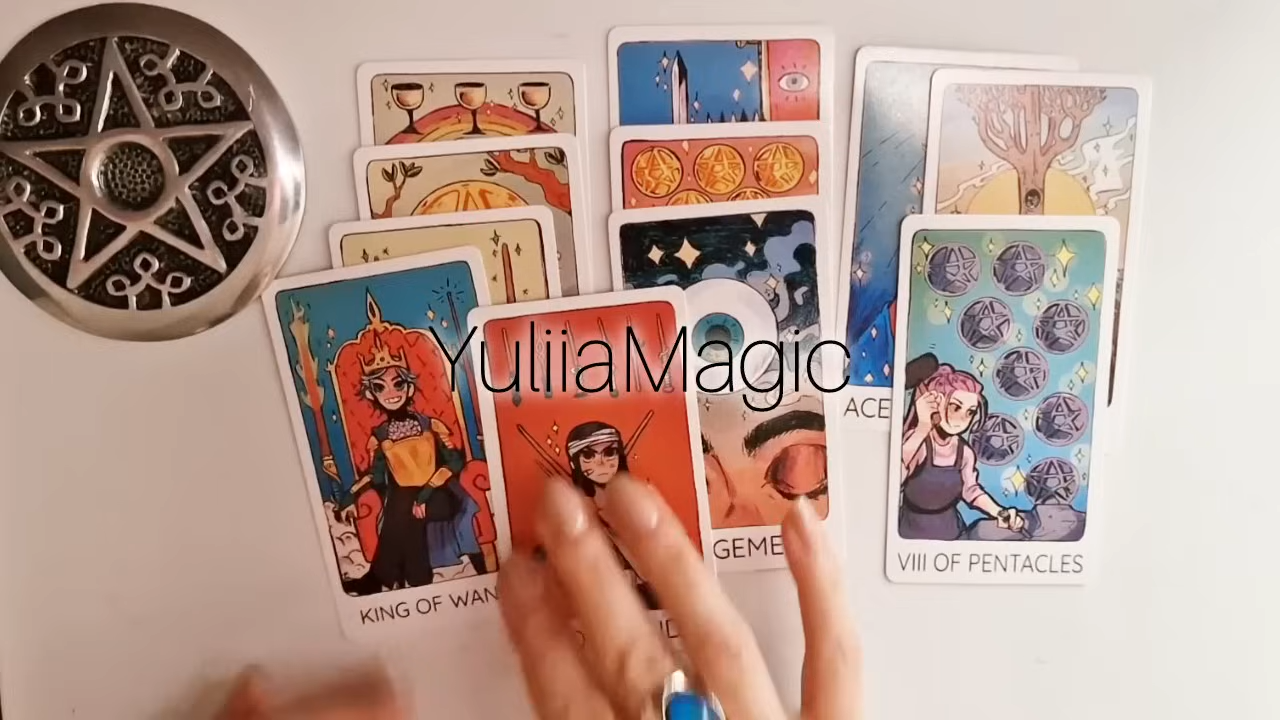 YuliiaMagic
ACE
VIII OF PENTACLES
GEME
KING OF WAN